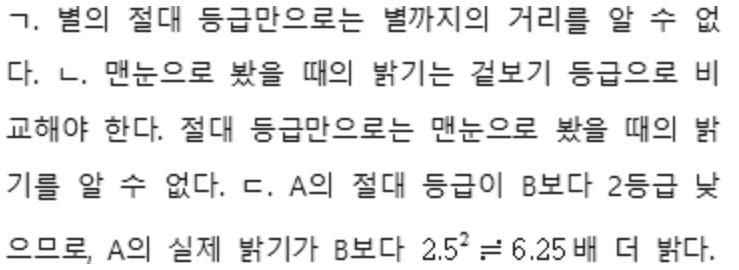 ㄱ. 별의 절대 등급만으로는 별까지의 거리를 알 수 없
다. ㄴ. 맨눈으로 봤을 때의 밝기는 겉보기 등급으로 비
교해야 한다. 절대 등급만으로는 맨눈으로 봤을 때의 밝
기를 알 수 없다. ㄷ. A의 절대 등급이 B보다 2등급 낮
으므로, A의 실제 밝기가 B보다 2.5² ≓ 6.25배 더 밝다.